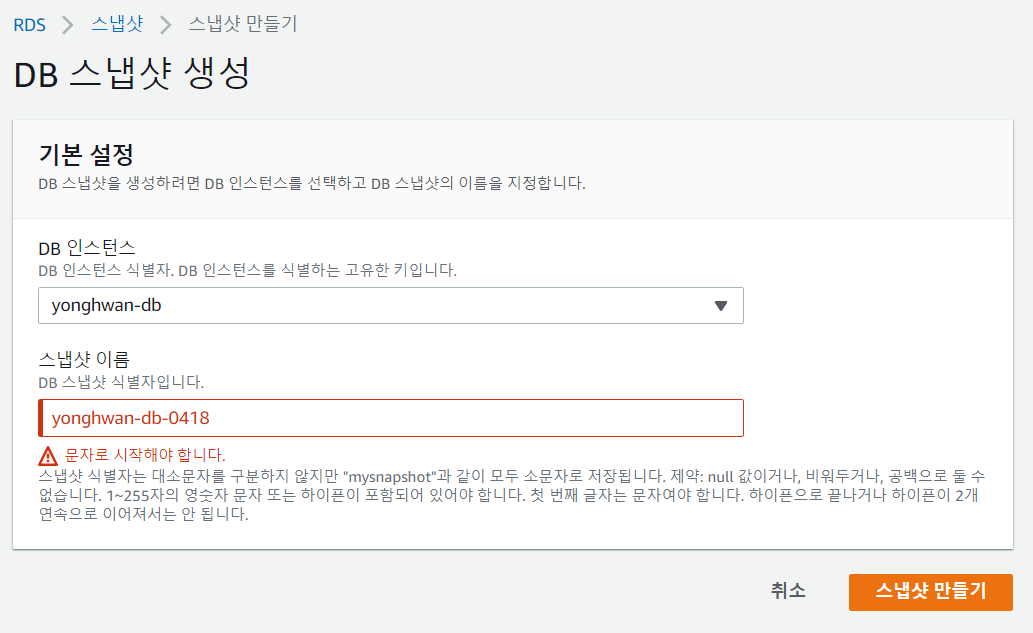 RDS > 스냅샷 > 스냅샷 만들기
DB 스냅샷 생성
기본 설정
DB 스냅샷을 생성하려면 DB 인스턴스를 선택하고 DB 스냅샷의 이름을 지정합니다.
DB 인스턴스
DB 인스턴스 식별자. DB 인스턴스를 식별하는 고유한 키입니다.
yonghwan-db
스냅샷 이름
DB 스냅샷 식별자입니다.
yonghwan-db-0418
문자로 시작해야 합니다.
스냅샷 식별자는 대소문자를 구분하지 않지만 "mysnapshot"과 같이 모두 소문자로 저장됩니다. 제약: null 값이거나, 비워두거나, 공백으로 둘 수
없습니다. 1~255자의 영숫자 문자 또는 하이픈이 포함되어 있어야 합니다. 첫 번째 글자는 문자여야 합니다. 하이픈으로 끝나거나 하이픈이 2개
연속으로 이어져서는 안 됩니다.
취소
스냅샷 만들기